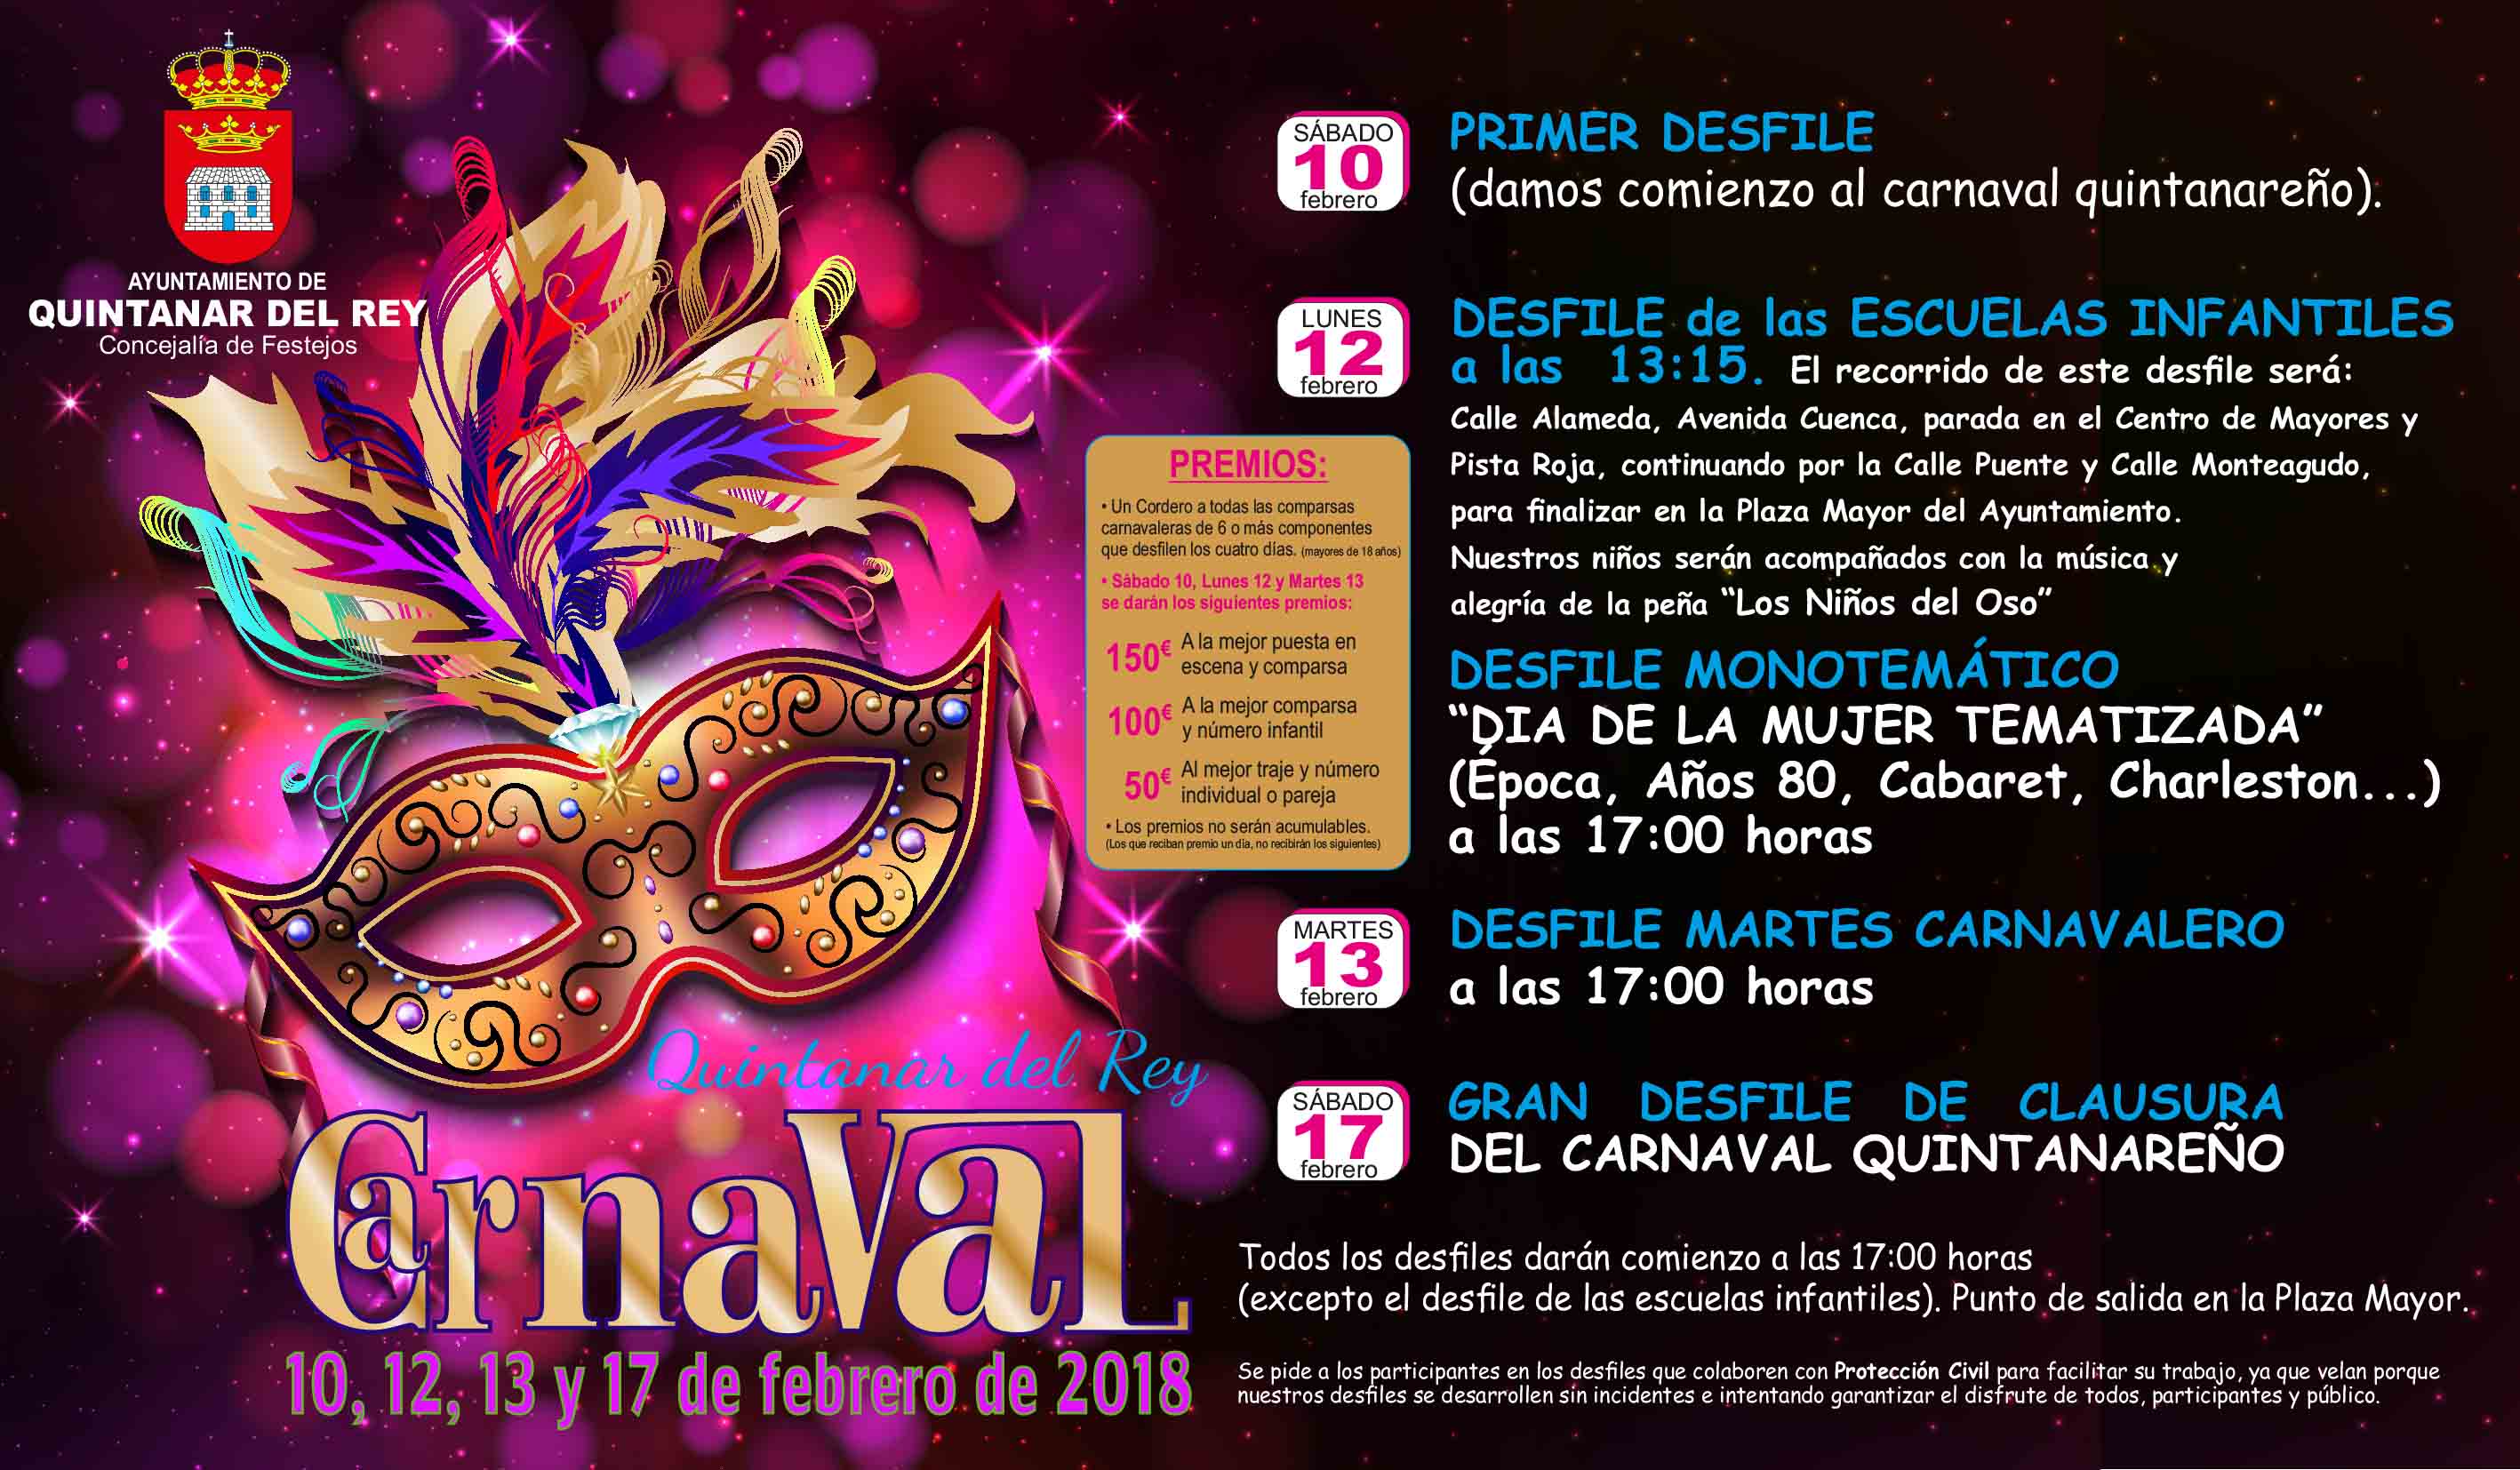 AYUNTAMIENTO DE
QUINTANAR DEL REY
Concejalía de Festejos
SÁBADO
10
febrero
PRIMER DESFILE
(damos comienzo al carnaval quintanareño).
LUNES
12
febrero
DESFILE de las ESCUELAS INFANTILES
a las 13:15. El recorrido de este desfile será:
Calle Alameda, Avenida Cuenca, parada en el Centro de Mayores y
Pista Roja, continuando por la Calle Puente y Calle Monteagudo,
para finalizar en la Plaza Mayor del Ayuntamiento.
Nuestros niños serán acompañados con la música y
alegría de la peña “Los Niños del Oso”
DESFILE MONOTEMÁTICO
“DIA DE LA MUJER TEMATIZADA”
(Época, Años 80, Cabaret, Charleston...)
a las 17:00 horas
PREMIOS:
• Un Cordero a todas las comparsas
carnavaleras de 6 o más componentes
que desfilen los cuatro días. (mayores de 18 años)
• Sábado 10, Lunes 12 y Martes 13
se darán los siguientes premios:
150€ A la mejor puesta en
escena y comparsa
100€ A la mejor comparsa
y número infantil
50€ Al mejor traje y número
individual o pareja
• Los premios no serán acumulables.
(Los que reciban premio un día, no recibirán los siguientes)
MARTES
13
febrero
DESFILE MARTES CARNAVALERO
a las 17:00 horas
SÁBADO
17
febrero
GRAN DESFILE DE CLAUSURA
DEL CARNAVAL QUINTANAREÑO
Quintanar del Rey
CarnaVaL
10, 12, 13 y 17 de febrero de 2018
Todos los desfiles darán comienzo a las 17:00 horas
(excepto el desfile de las escuelas infantiles). Punto de salida en la Plaza Mayor.
Se pide a los participantes en los desfiles que colaboren con Protección Civil para facilitar su trabajo, ya que velan porque
nuestros desfiles se desarrollen sin incidentes e intentando garantizar el disfrute de todos, participantes y público.